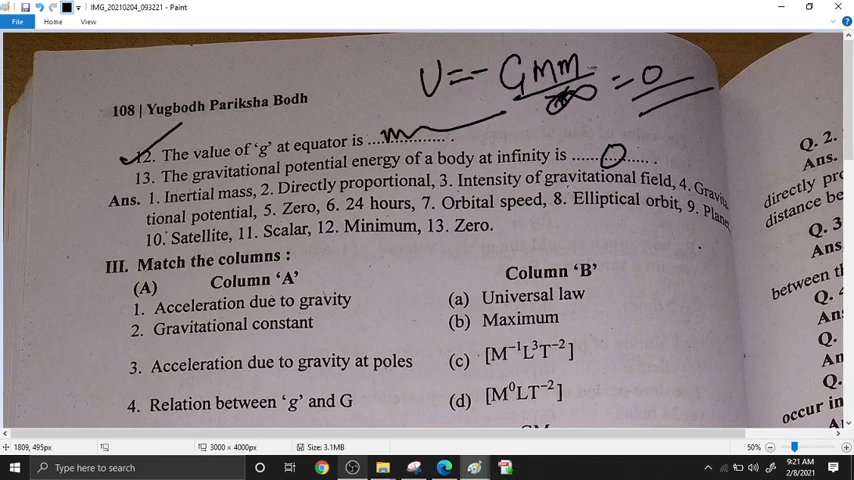 IMG_20210204_093221 - Paint
File Home View
U = - GMm / ∞ = 0
108 | Yugbodh Pariksha Bodh
12. The value of 'g' at equator is ..................... .
13. The gravitational potential energy of a body at infinity is ......0...... .
Ans. 1. Inertial mass, 2. Directly proportional, 3. Intensity of gravitational field, 4. Gravita
tional potential, 5. Zero, 6. 24 hours, 7. Orbital speed, 8. Elliptical orbit, 9. Plane
10. Satellite, 11. Scalar, 12. Minimum, 13. Zero.
III. Match the columns :
(A) Column 'A' Column 'B'
1. Acceleration due to gravity (a) Universal law
2. Gravitational constant (b) Maximum
3. Acceleration due to gravity at poles (c) [M⁻¹L³T⁻²]
4. Relation between 'g' and G (d) [M⁰LT⁻²]
GM
Q. 2.
Ans.
directly pro
distance be
Q. 3
Ans
between th
Q. 4
An
Q.
An
Q.
occur in
An
1809, 495px 3000 × 4000px Size: 3.1MB 50%
Type here to search
9:21 AM
2/8/2021